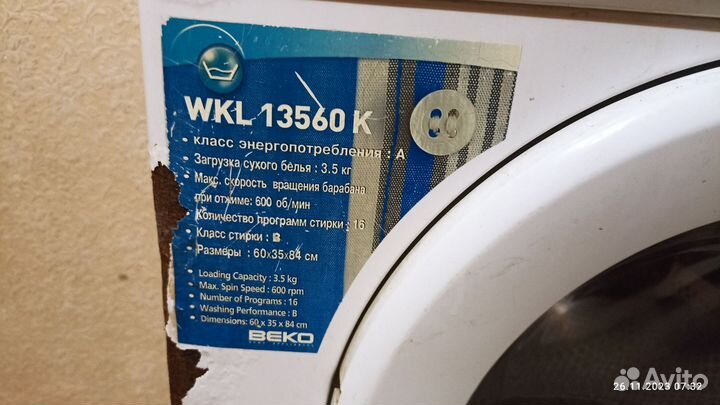 WKL 13560 K
• класс энергопотребления : А
• Загрузка сухого белья : 3.5 кг
• Макс. скорость вращения барабана
при отжиме: 600 об/мин
• Количество программ стирки : 16
• Класс стирки : В
• Размеры : 60х35х84 см
• Loading Capacity : 3.5 kg
• Max. Spin Speed : 600 rpm
• Number of Programs : 16
• Washing Performance : B
• Dimensions: 60 x 35 x 84 cm
BEKO
Avito
26.11.2023 07:32